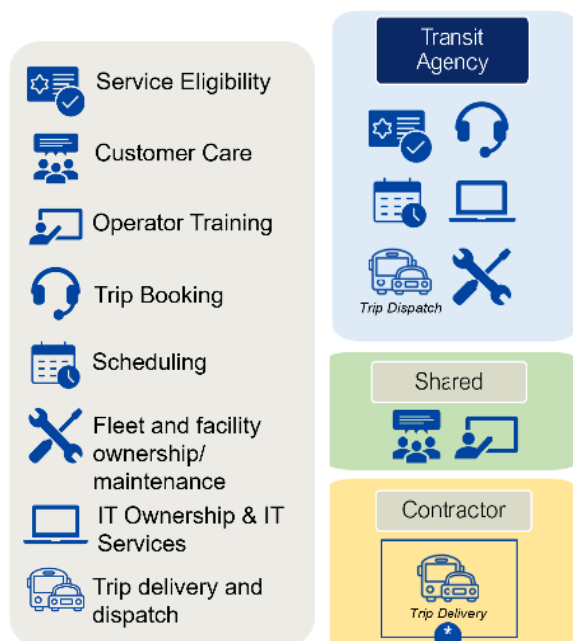 Service Eligibility
Customer Care
Operator Training
Trip Booking
Scheduling
Fleet and facility
ownership/
maintenance
IT Ownership & IT
Services
Trip delivery and
dispatch
Transit
Agency
Trip Dispatch
Shared
Contractor
Trip Delivery
*